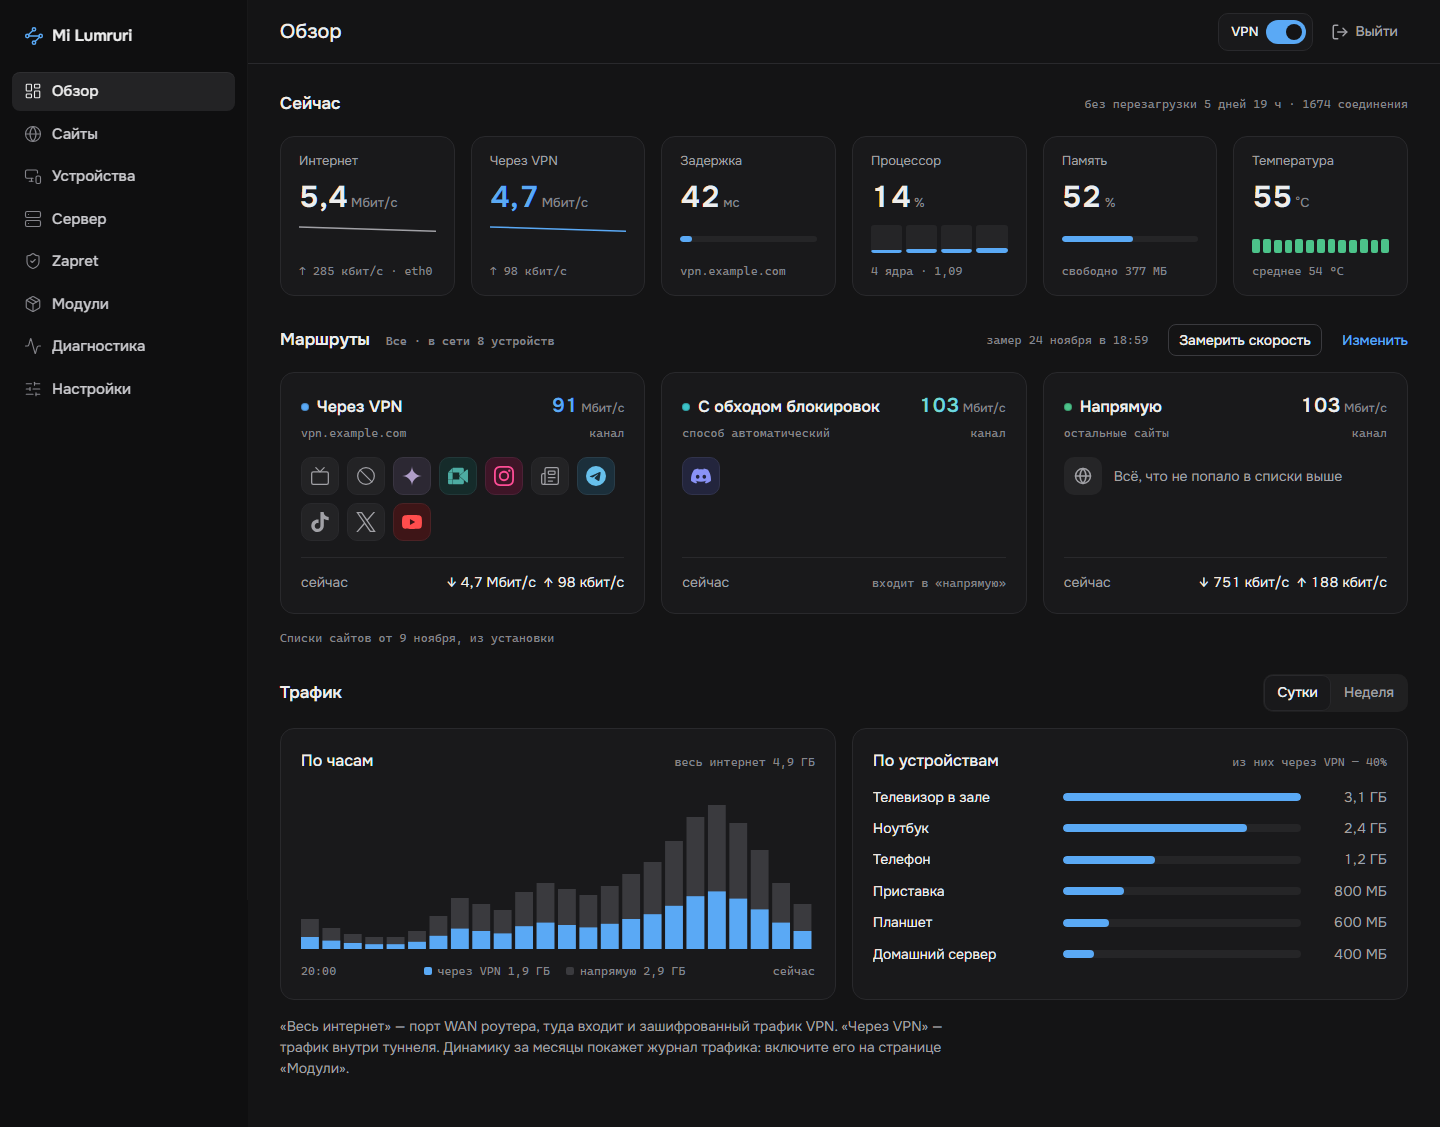 Mi Lumruri
Обзор
VPN
Выйти
Обзор
Сайты
Устройства
Сервер
Zapret
Модули
Диагностика
Настройки
Сейчас
без перезагрузки 5 дней 19 ч · 1674 соединения
Интернет
5,4 Мбит/с
↑ 285 кбит/с · eth0
Через VPN
4,7 Мбит/с
↑ 98 кбит/с
Задержка
42 мс
vpn.example.com
Процессор
14 %
4 ядра · 1,09
Память
52 %
свободно 377 МБ
Температура
55 °C
среднее 54 °C
Маршруты
Все · в сети 8 устройств
замер 24 ноября в 18:59
Замерить скорость
Изменить
Через VPN
91 Мбит/с
vpn.example.com
канал
сейчас
↓ 4,7 Мбит/с ↑ 98 кбит/с
С обходом блокировок
103 Мбит/с
способ автоматический
канал
сейчас
входит в «напрямую»
Напрямую
103 Мбит/с
остальные сайты
канал
Всё, что не попало в списки выше
сейчас
↓ 751 кбит/с ↑ 188 кбит/с
Списки сайтов от 9 ноября, из установки
Трафик
Сутки
Неделя
По часам
весь интернет 4,9 ГБ
20:00
через VPN 1,9 ГБ
напрямую 2,9 ГБ
сейчас
По устройствам
из них через VPN — 40%
Телевизор в зале
3,1 ГБ
Ноутбук
2,4 ГБ
Телефон
1,2 ГБ
Приставка
800 МБ
Планшет
600 МБ
Домашний сервер
400 МБ
«Весь интернет» — порт WAN роутера, туда входит и зашифрованный трафик VPN. «Через VPN» —
трафик внутри туннеля. Динамику за месяцы покажет журнал трафика: включите его на странице
«Модули».